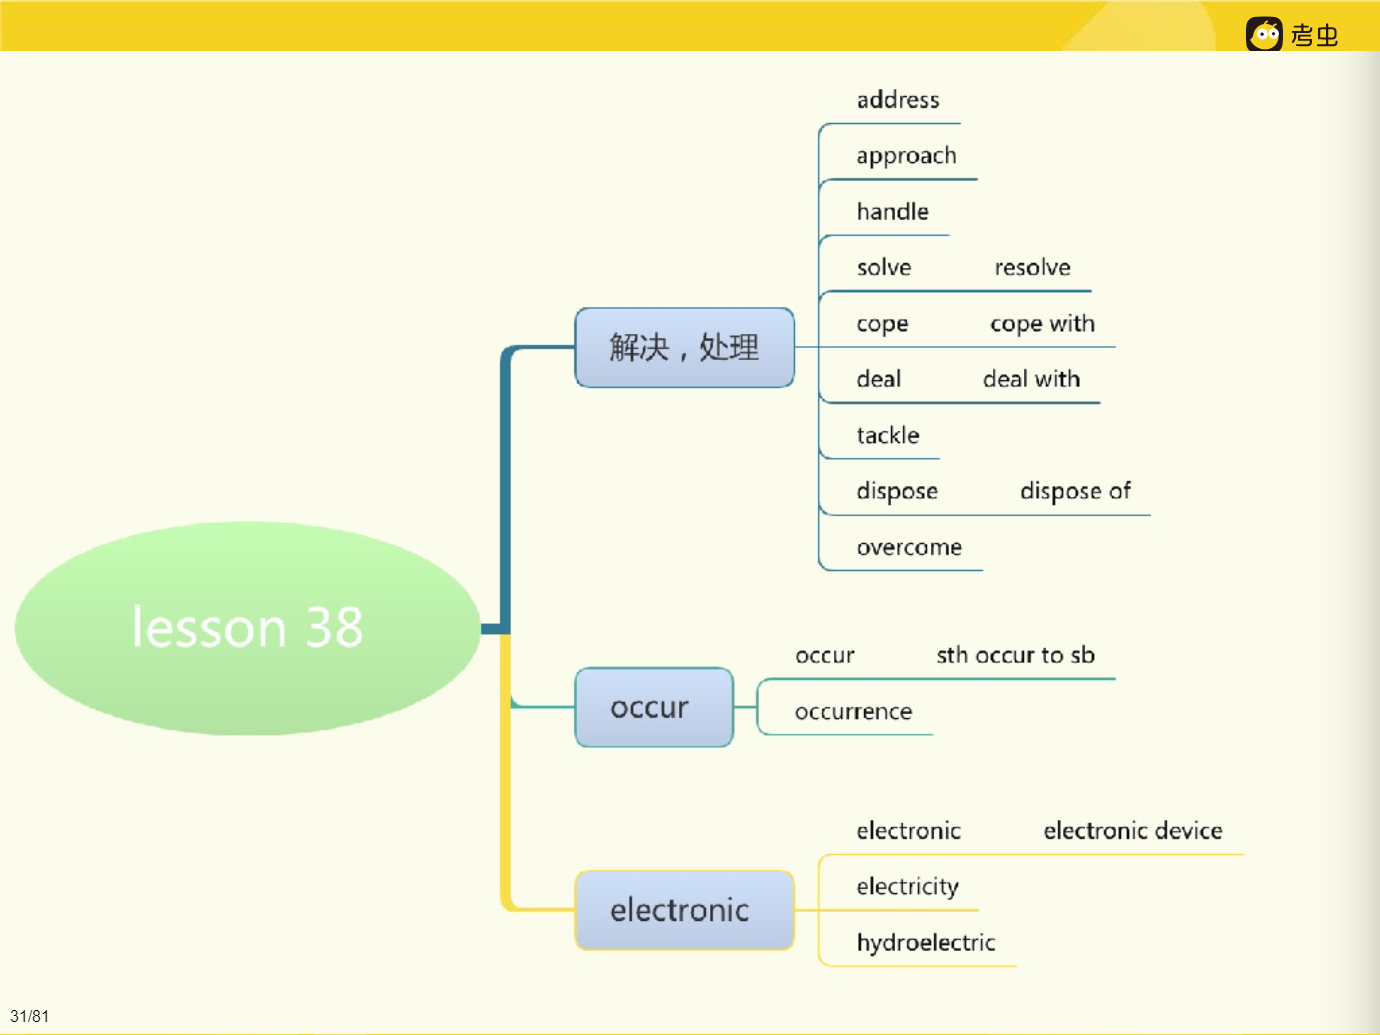 考虫
address
approach
handle
solve resolve
cope cope with
解决，处理
deal deal with
tackle
dispose dispose of
overcome
lesson 38
occur sth occur to sb
occur
occurrence
electronic electronic device
electricity
electronic
hydroelectric
31/81